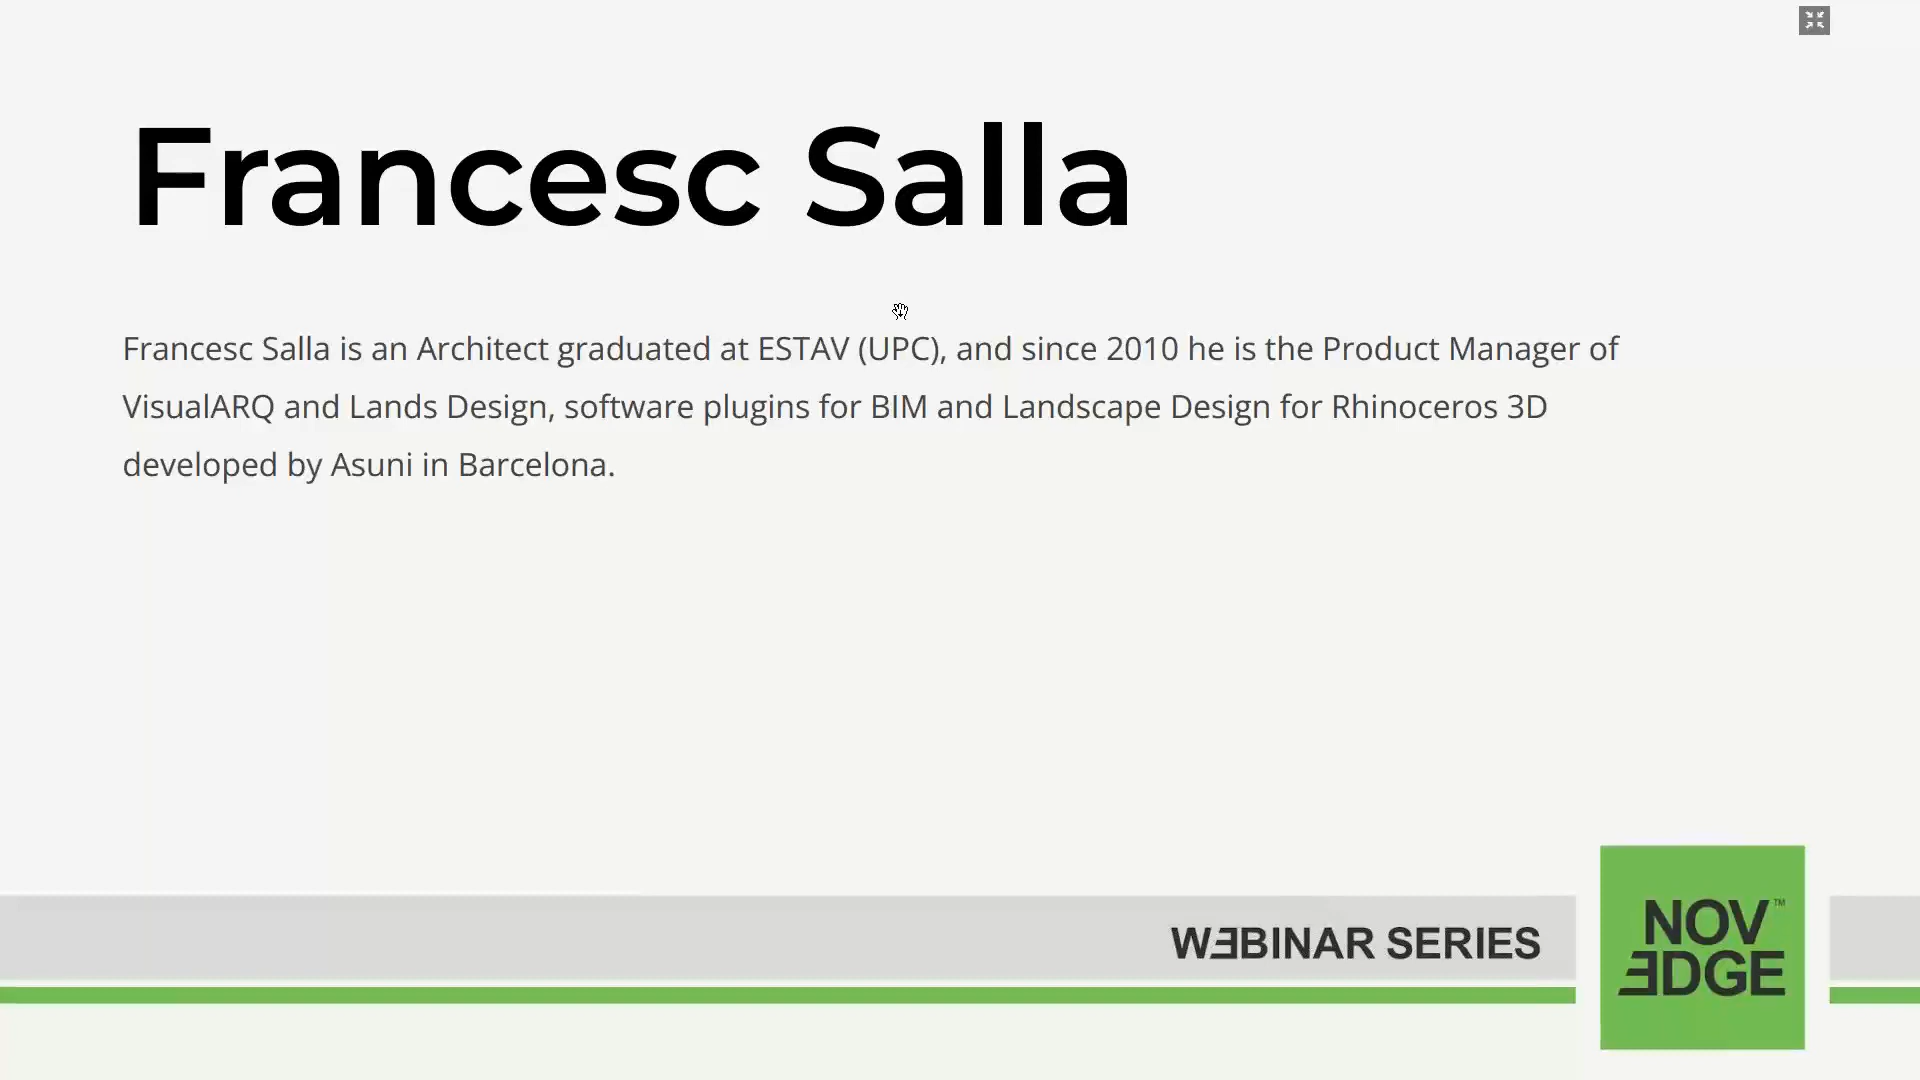 Francesc Salla
Francesc Salla is an Architect graduated at ESTAV (UPC), and since 2010 he is the Product Manager of
VisualARQ and Lands Design, software plugins for BIM and Landscape Design for Rhinoceros 3D
developed by Asuni in Barcelona.
WEBINAR SERIES
NOV™
EDGE